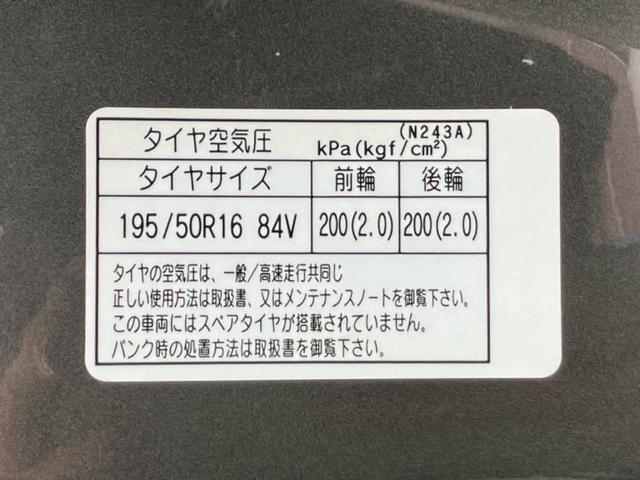 タイヤ空気圧 kPa(kgf/cm²) (N243A)
タイヤサイズ 前輪 後輪
195/50R16 84V 200(2.0) 200(2.0)
タイヤの空気圧は、一般/高速走行共同じ
正しい使用方法は取扱書、又はメンテナンスノートを御覧下さい。
この車両にはスペアタイヤが搭載されていません。
パンク時の処置方法は取扱書を御覧下さい。